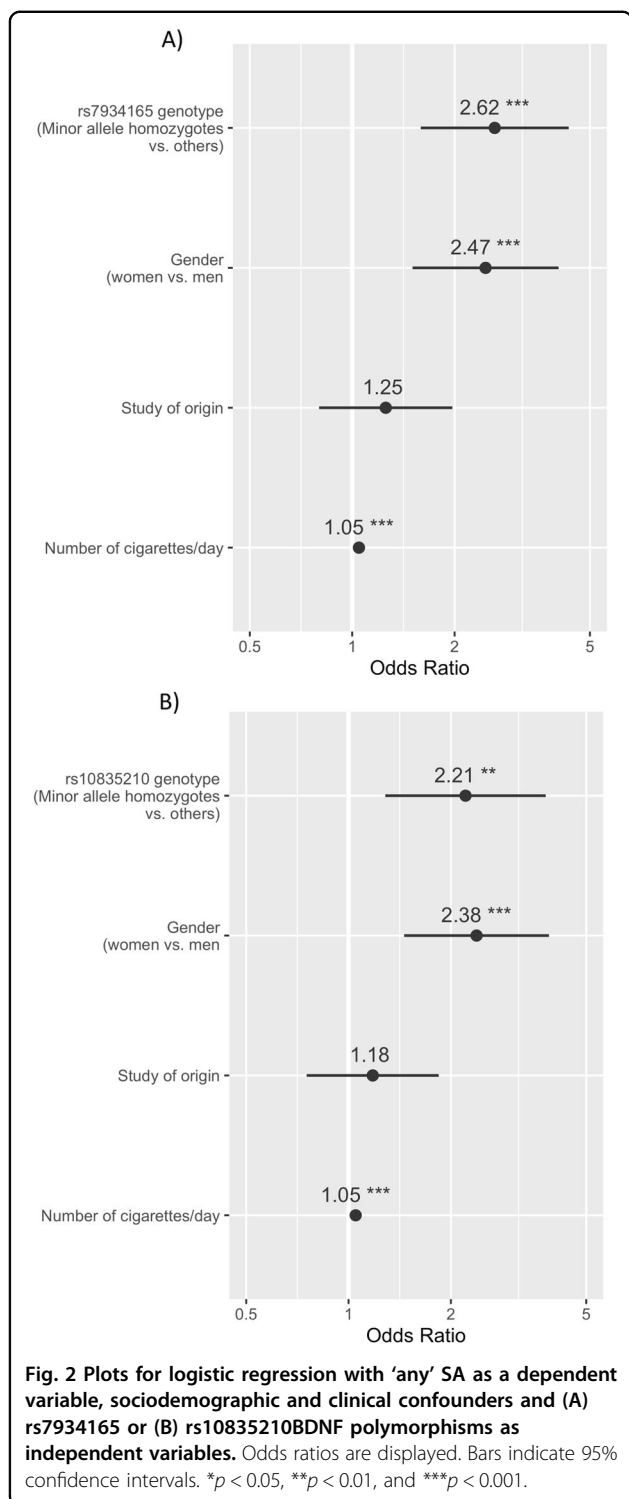 A)
rs7934165 genotype
(Minor allele homozygotes
vs. others)
2.62 ***
Gender
(women vs. men
2.47 ***
Study of origin
1.25
Number of cigarettes/day
1.05 ***
0.5 1 2 5
Odds Ratio
B)
rs10835210 genotype
(Minor allele homozygotes
vs. others)
2.21 **
Gender
(women vs. men
2.38 ***
Study of origin
1.18
Number of cigarettes/day
1.05 ***
0.5 1 2 5
Odds Ratio
Fig. 2 Plots for logistic regression with ‘any’ SA as a dependent
variable, sociodemographic and clinical confounders and (A)
rs7934165 or (B) rs10835210BDNF polymorphisms as
independent variables. Odds ratios are displayed. Bars indicate 95%
confidence intervals. *p < 0.05, **p < 0.01, and ***p < 0.001.